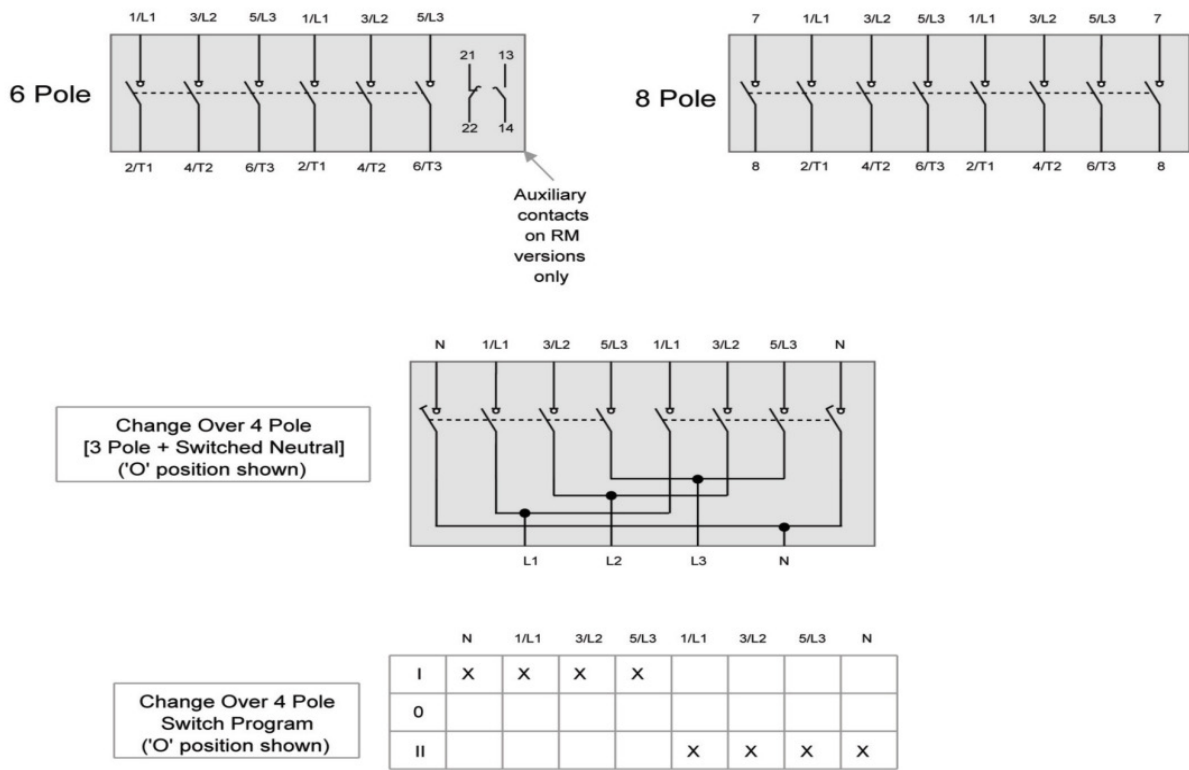 1/L1 3/L2 5/L3 1/L1 3/L2 5/L3
6 Pole
21 13
22 14
2/T1 4/T2 6/T3 2/T1 4/T2 6/T3
Auxiliary
contacts
on RM
versions
only
7 1/L1 3/L2 5/L3 1/L1 3/L2 5/L3 7
8 Pole
8 2/T1 4/T2 6/T3 2/T1 4/T2 6/T3 8
N 1/L1 3/L2 5/L3 1/L1 3/L2 5/L3 N
Change Over 4 Pole
[3 Pole + Switched Neutral]
('O' position shown)
L1 L2 L3 N
N 1/L1 3/L2 5/L3 1/L1 3/L2 5/L3 N
I X X X X
0
II X X X X
Change Over 4 Pole
Switch Program
('O' position shown)